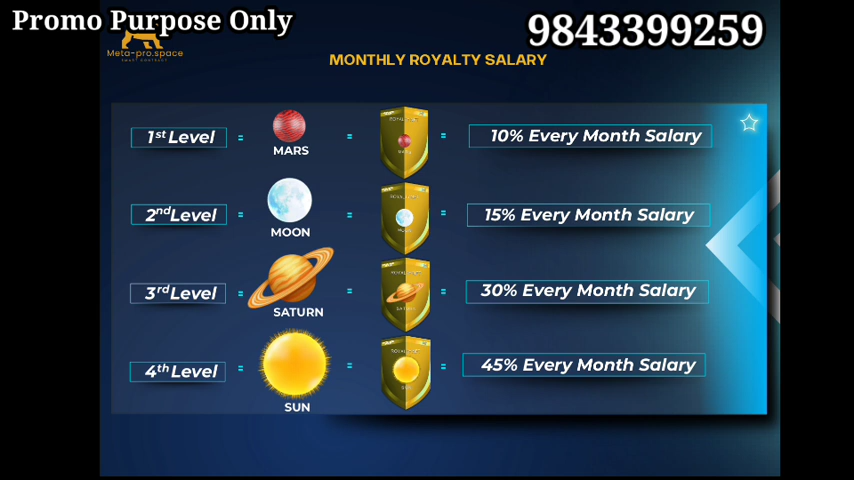 Promo Purpose Only
9843399259
Meta-pro.space
SMART CONTRACT
MONTHLY ROYALTY SALARY
1st Level = MARS = = 10% Every Month Salary
2nd Level = MOON = = 15% Every Month Salary
3rd Level = SATURN = = 30% Every Month Salary
4th Level = SUN = = 45% Every Month Salary